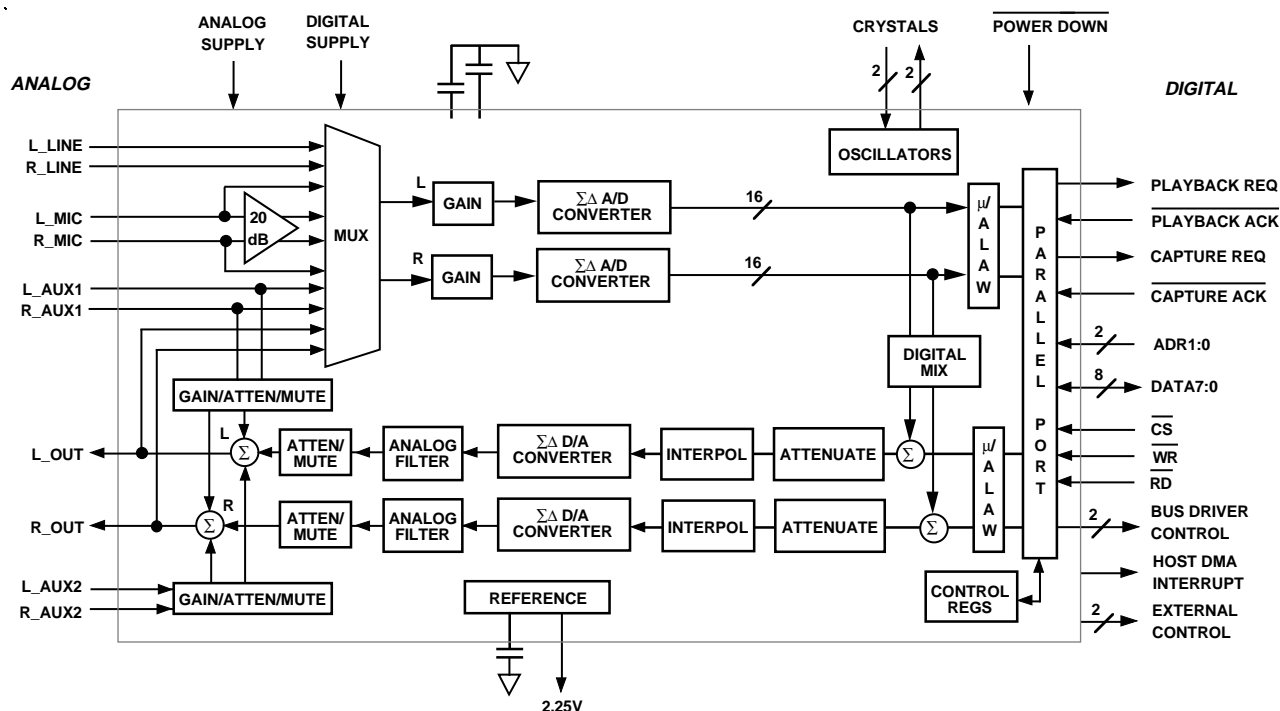 ANALOG
SUPPLY
DIGITAL
SUPPLY
CRYSTALS
POWER DOWN
ANALOG
DIGITAL
2
2
OSCILLATORS
L_LINE
R_LINE
L_MIC
R_MIC
20
dB
L_AUX1
R_AUX1
MUX
L
GAIN
ΣΔ A/D
CONVERTER
16
R
GAIN
ΣΔ A/D
CONVERTER
16
μ/
A
L
A
W
P
A
R
A
L
L
E
L
P
O
R
T
PLAYBACK REQ
PLAYBACK ACK
CAPTURE REQ
CAPTURE ACK
2
ADR1:0
8
DATA7:0
CS
WR
RD
2
BUS DRIVER
CONTROL
HOST DMA
INTERRUPT
2
EXTERNAL
CONTROL
DIGITAL
MIX
GAIN/ATTEN/MUTE
L_OUT
L
Σ
ATTEN/
MUTE
ANALOG
FILTER
ΣΔ D/A
CONVERTER
INTERPOL
ATTENUATE
Σ
μ/
A
L
A
W
R_OUT
R
Σ
ATTEN/
MUTE
ANALOG
FILTER
ΣΔ D/A
CONVERTER
INTERPOL
ATTENUATE
Σ
L_AUX2
R_AUX2
GAIN/ATTEN/MUTE
REFERENCE
CONTROL
REGS
2.25V